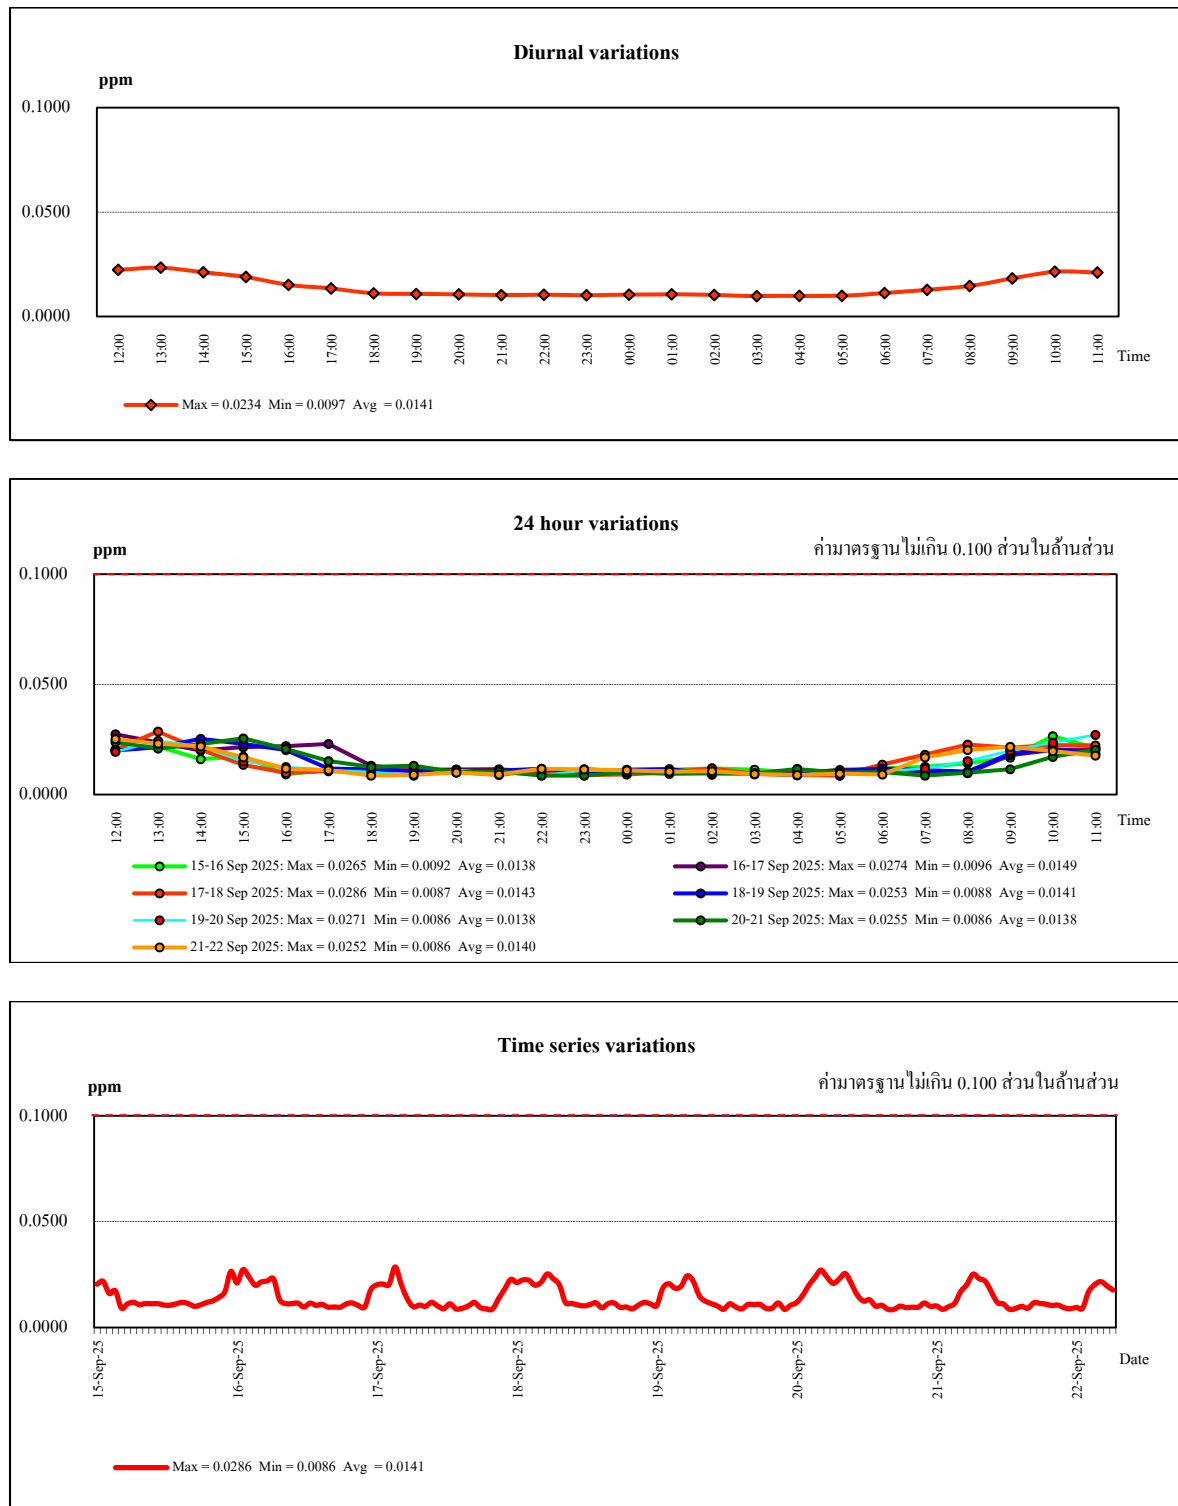 Diurnal variations
ppm
0.1000
0.0500
0.0000
12:00 13:00 14:00 15:00 16:00 17:00 18:00 19:00 20:00 21:00 22:00 23:00 00:00 01:00 02:00 03:00 04:00 05:00 06:00 07:00 08:00 09:00 10:00 11:00 Time
Max = 0.0234 Min = 0.0097 Avg = 0.0141
24 hour variations
ppm
ค่ามาตรฐานไม่เกิน 0.100 ส่วนในล้านส่วน
0.1000
0.0500
0.0000
12:00 13:00 14:00 15:00 16:00 17:00 18:00 19:00 20:00 21:00 22:00 23:00 00:00 01:00 02:00 03:00 04:00 05:00 06:00 07:00 08:00 09:00 10:00 11:00 Time
15-16 Sep 2025: Max = 0.0265 Min = 0.0092 Avg = 0.0138
16-17 Sep 2025: Max = 0.0274 Min = 0.0096 Avg = 0.0149
17-18 Sep 2025: Max = 0.0286 Min = 0.0087 Avg = 0.0143
18-19 Sep 2025: Max = 0.0253 Min = 0.0088 Avg = 0.0141
19-20 Sep 2025: Max = 0.0271 Min = 0.0086 Avg = 0.0138
20-21 Sep 2025: Max = 0.0255 Min = 0.0086 Avg = 0.0138
21-22 Sep 2025: Max = 0.0252 Min = 0.0086 Avg = 0.0140
Time series variations
ppm
ค่ามาตรฐานไม่เกิน 0.100 ส่วนในล้านส่วน
0.1000
0.0500
0.0000
15-Sep-25 16-Sep-25 17-Sep-25 18-Sep-25 19-Sep-25 20-Sep-25 21-Sep-25 22-Sep-25 Date
Max = 0.0286 Min = 0.0086 Avg = 0.0141